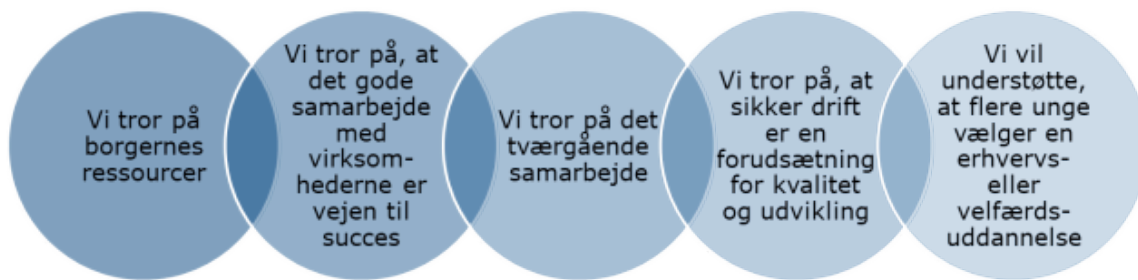 Vi tror på
borgernes
ressourcer
Vi tror på, at
det gode
samarbejde
med
virksom-
hederne er
vejen til
succes
Vi tror på det
tværgående
samarbejde
Vi tror på, at
sikker drift
er en
forudsætning
for kvalitet
og udvikling
Vi vil
understøtte,
at flere unge
vælger en
erhvervs-
eller
velfærds-
uddannelse